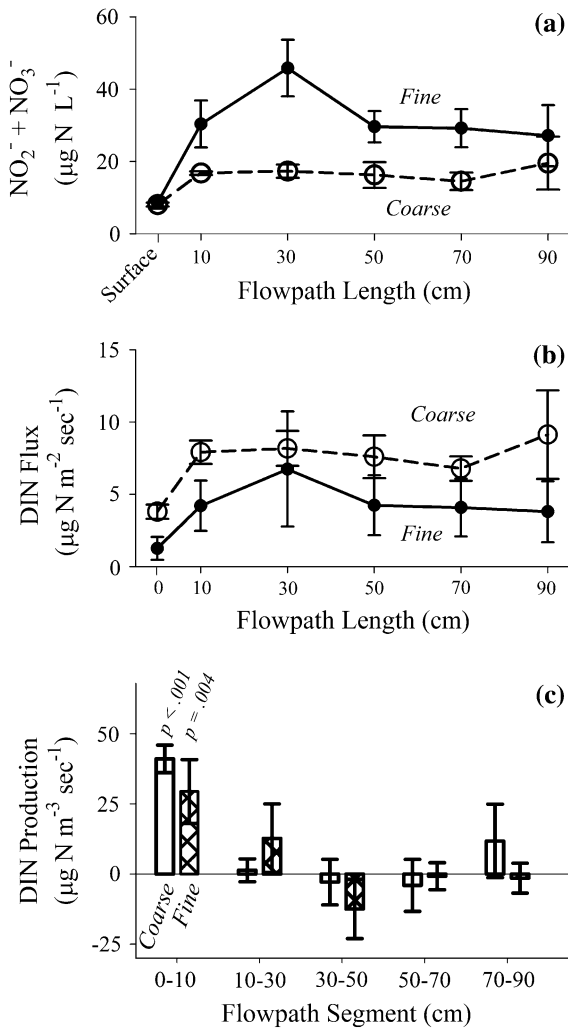 (a)
NO₂⁻ + NO₃⁻
(µg N L⁻¹)
60
40
20
0
Fine
Coarse
Surface 10 30 50 70 90
Flowpath Length (cm)
(b)
DIN Flux
(µg N m⁻² sec⁻¹)
15
10
5
0
Coarse
Fine
0 10 30 50 70 90
Flowpath Length (cm)
(c)
DIN Production
(µg N m⁻³ sec⁻¹)
50
25
0
-25
p < .001
p = .004
Coarse
Fine
0-10 10-30 30-50 50-70 70-90
Flowpath Segment (cm)